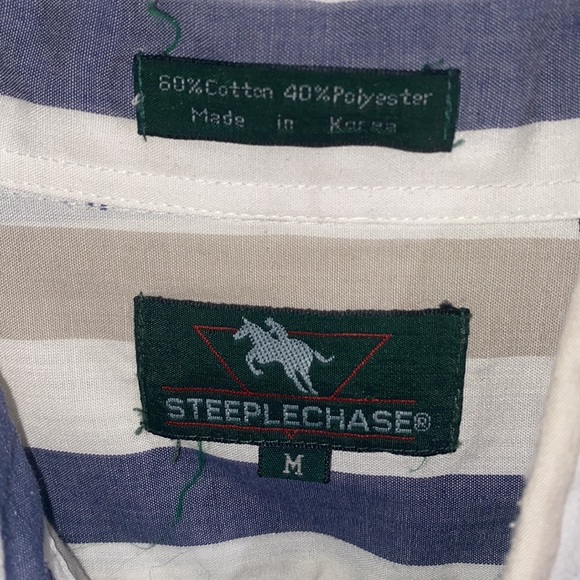 60%Cotton 40%Polyester
Made in Korea
STEEPLECHASE®
M